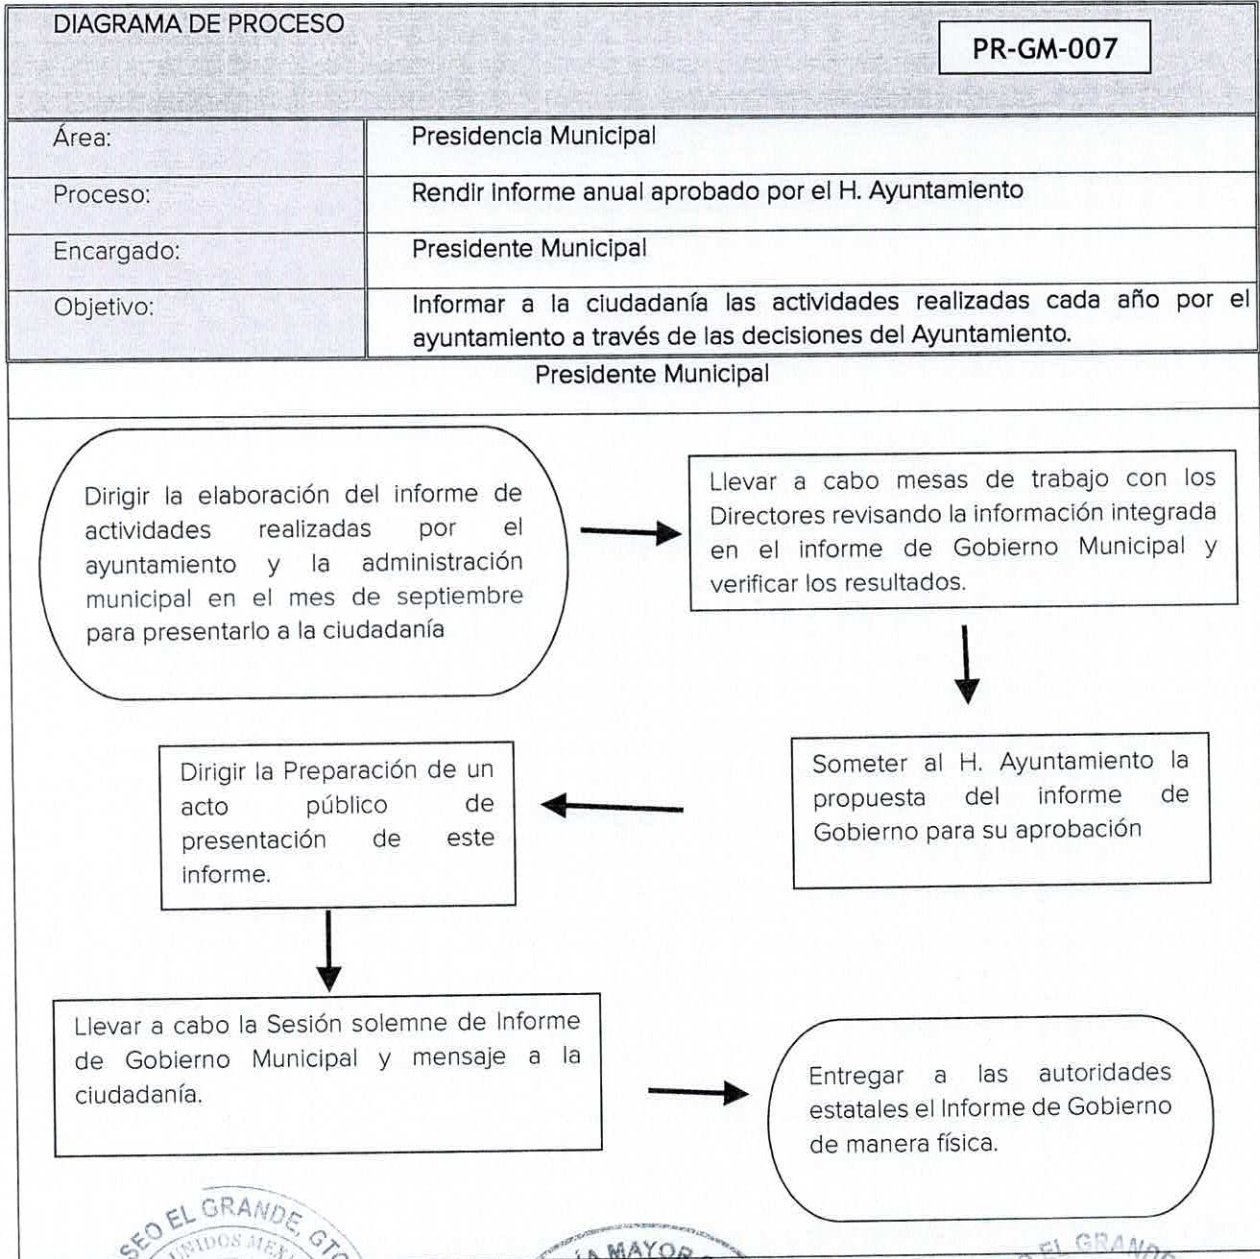 DIAGRAMA DE PROCESO
PR-GM-007
Área:
Presidencia Municipal
Proceso:
Rendir informe anual aprobado por el H. Ayuntamiento
Encargado:
Presidente Municipal
Objetivo:
Informar a la ciudadanía las actividades realizadas cada año por el
ayuntamiento a través de las decisiones del Ayuntamiento.
Presidente Municipal
Dirigir la elaboración del informe de
actividades realizadas por el
ayuntamiento y la administración
municipal en el mes de septiembre
para presentarlo a la ciudadanía
Llevar a cabo mesas de trabajo con los
Directores revisando la información integrada
en el informe de Gobierno Municipal y
verificar los resultados.
Someter al H. Ayuntamiento la
propuesta del informe de
Gobierno para su aprobación
Dirigir la Preparación de un
acto público de
presentación de este
informe.
Llevar a cabo la Sesión solemne de Informe
de Gobierno Municipal y mensaje a la
ciudadanía.
Entregar a las autoridades
estatales el Informe de Gobierno
de manera física.
EL GRANDE, GTO
UNIDOS
MAYOR
EL